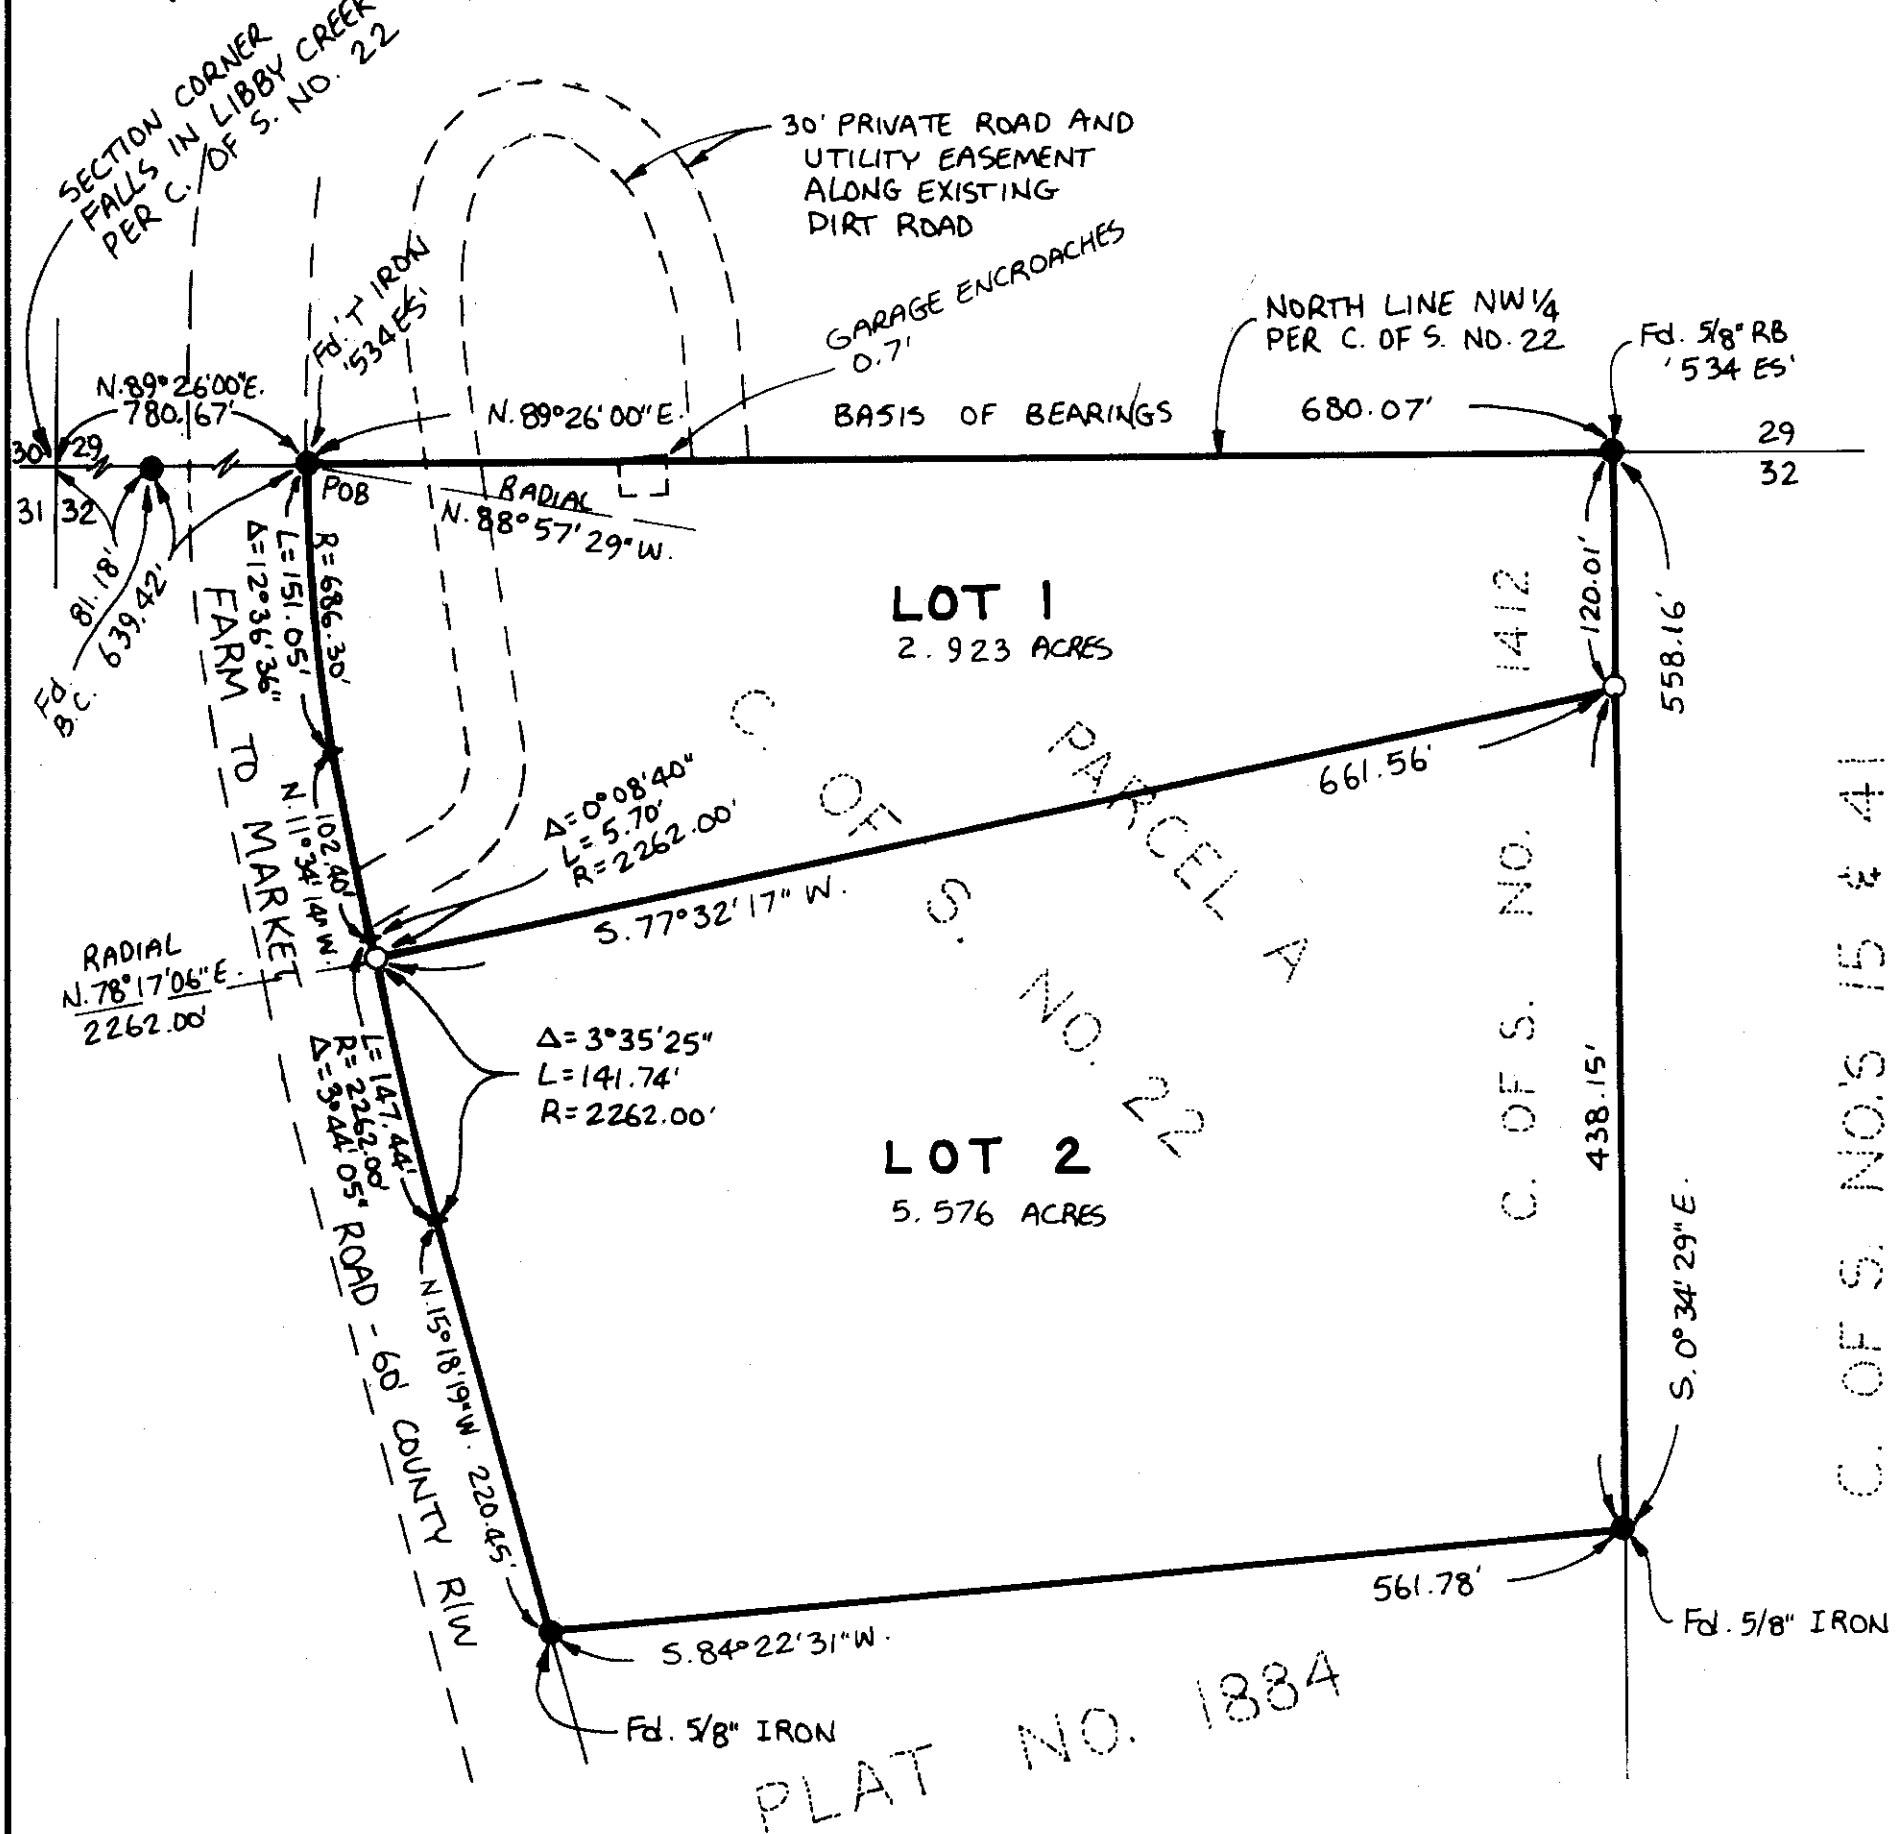 SECTION CORNER
FALLS IN LIBBY CREEK
PER C. OF S. NO. 22
30' PRIVATE ROAD AND
UTILITY EASEMENT
ALONG EXISTING
DIRT ROAD
Fd. 'T' IRON
'534ES'
GARAGE ENCROACHES
0.7'
NORTH LINE NW 1/4
PER C. OF S. NO. 22
Fd. 5/8" RB
'534 ES'
N.89°26'00"E.
780.67'
N.89°26'00"E.
BASIS OF BEARINGS
680.07'
30 29
31 32
29
32
POB
RADIAL
N.88°57'29"W.
81.18'
639.42'
Fd.
B.C.
R=686.30'
L=151.05'
Δ=12°36'36"
LOT 1
2.923 ACRES
120.01'
558.16'
1412
C. OF S. NO.
N.11°34'14"W.
102.40'
Δ=0°08'40"
L=5.70'
R=2262.00'
C. OF S. NO. 22
PARCEL A
661.56'
S.77°32'17"W.
RADIAL
N.78°17'06"E.
2262.00'
L=147.44'
R=2262.00'
Δ=3°44'05"
Δ=3°35'25"
L=141.74'
R=2262.00'
LOT 2
5.576 ACRES
438.15'
S.0°34'29"E.
C. OF S. NO.'S 15 & 41
FARM TO MARKET ROAD - 60' COUNTY R/W
N.15°18'19"W. 220.45'
561.78'
S.84°22'31"W.
Fd. 5/8" IRON
Fd. 5/8" IRON
PLAT NO. 1884